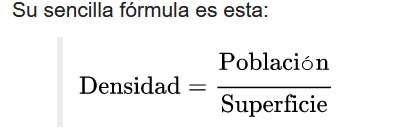 Su sencilla fórmula es esta:
Población
Densidad =
Superficie